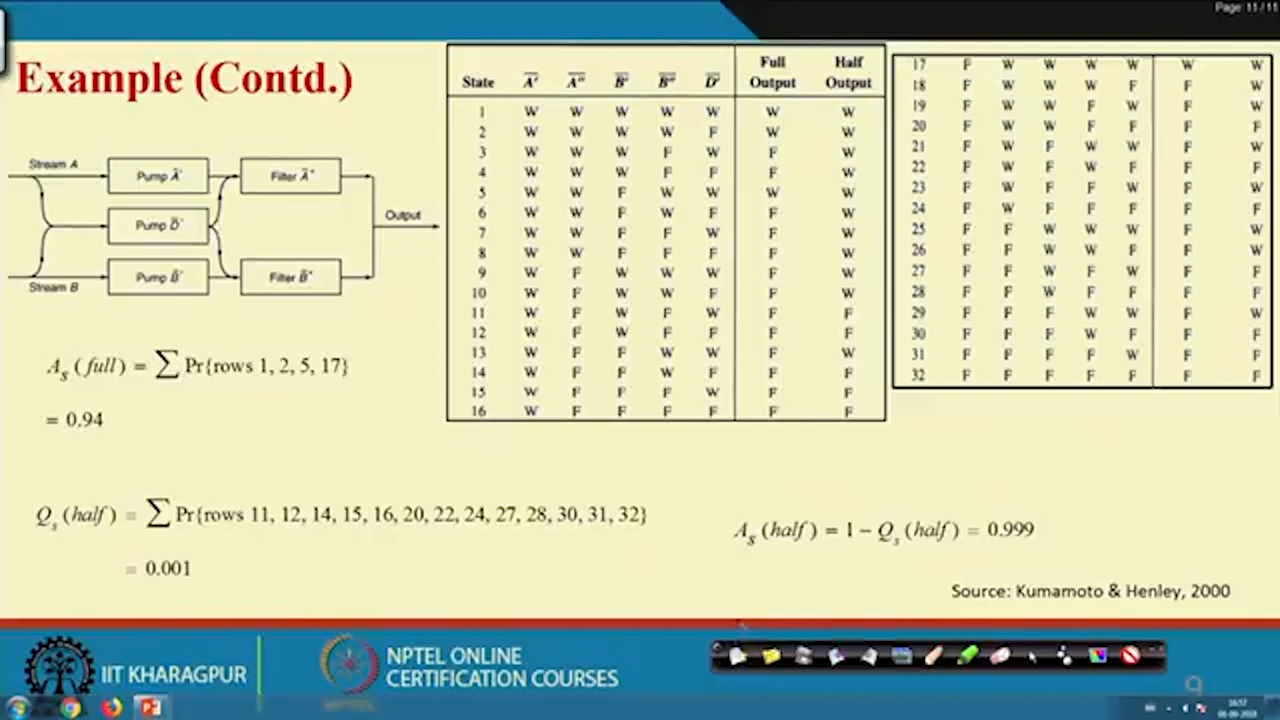 Page: 11 / 11
Example (Contd.)
Stream A
Pump A̅'
Filter A̅"
Pump D̅'
Output
Pump B̅'
Filter B̅"
Stream B
Full Half
State A̅' A̅" B̅' B̅" D̅' Output Output
1 W W W W W W W
2 W W W W F W W
3 W W W F W F W
4 W W W F F F W
5 W W F W W W W
6 W W F W F F W
7 W W F F W F W
8 W W F F F F W
9 W F W W W F W
10 W F W W F F W
11 W F W F W F F
12 W F W F F F F
13 W F F W W F W
14 W F F W F F F
15 W F F F W F F
16 W F F F F F F
17 F W W W W W W
18 F W W W F F W
19 F W W F W F W
20 F W W F F F F
21 F W F W W F W
22 F W F W F F F
23 F W F F W F W
24 F W F F F F F
25 F F W W W F W
26 F F W W F F W
27 F F W F W F F
28 F F W F F F F
29 F F F W W F W
30 F F F W F F F
31 F F F F W F F
32 F F F F F F F
A_s (full) = ∑ Pr{rows 1, 2, 5, 17}
= 0.94
Q_s (half) = ∑ Pr{rows 11, 12, 14, 15, 16, 20, 22, 24, 27, 28, 30, 31, 32}
= 0.001
A_s (half) = 1 − Q_s (half) = 0.999
Source: Kumamoto & Henley, 2000
IIT KHARAGPUR
NPTEL ONLINE
CERTIFICATION COURSES
9